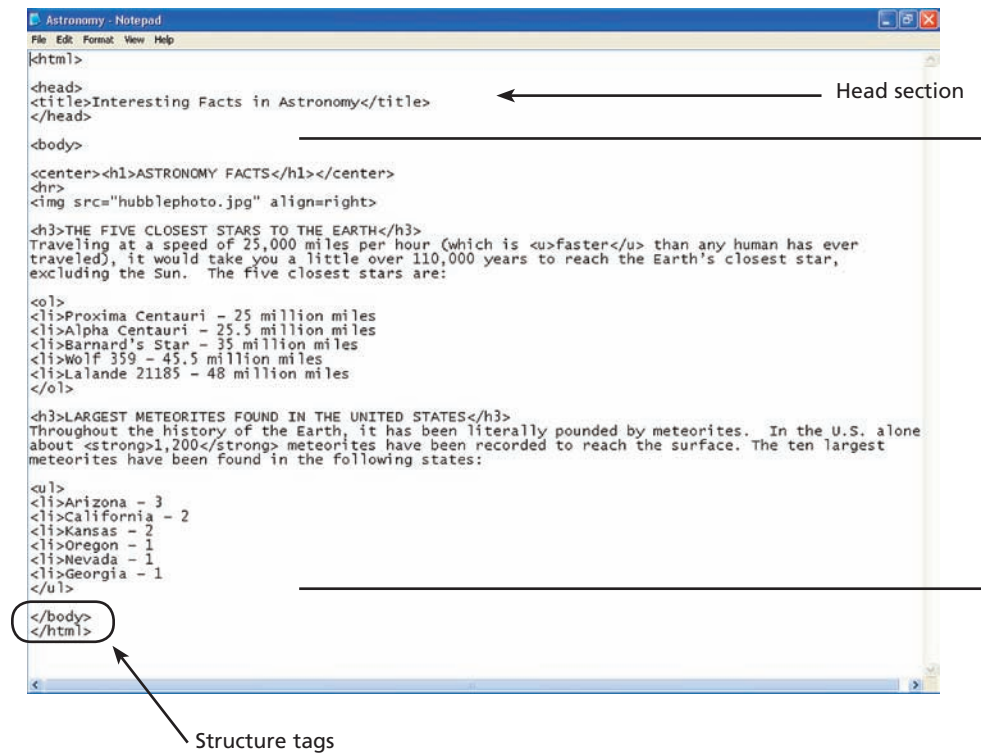 Astronomy - Notepad
File Edit Format View Help
<html>
<head>
<title>Interesting Facts in Astronomy</title>
</head>
Head section
<body>
<center><h1>ASTRONOMY FACTS</h1></center>
<hr>
<img src="hubblephoto.jpg" align=right>
<h3>THE FIVE CLOSEST STARS TO THE EARTH</h3>
Traveling at a speed of 25,000 miles per hour (which is <u>faster</u> than any human has ever
traveled), it would take you a little over 110,000 years to reach the Earth's closest star,
excluding the Sun.  The five closest stars are:
<ol>
<li>Proxima Centauri – 25 million miles
<li>Alpha Centauri – 25.5 million miles
<li>Barnard's Star – 35 million miles
<li>Wolf 359 – 45.5 million miles
<li>Lalande 21185 – 48 million miles
</ol>
<h3>LARGEST METEORITES FOUND IN THE UNITED STATES</h3>
Throughout the history of the Earth, it has been literally pounded by meteorites.  In the U.S. alone
about <strong>1,200</strong> meteorites have been recorded to reach the surface. The ten largest
meteorites have been found in the following states:
<ul>
<li>Arizona – 3
<li>California – 2
<li>Kansas – 2
<li>Oregon – 1
<li>Nevada – 1
<li>Georgia – 1
</ul>
</body>
</html>
Structure tags